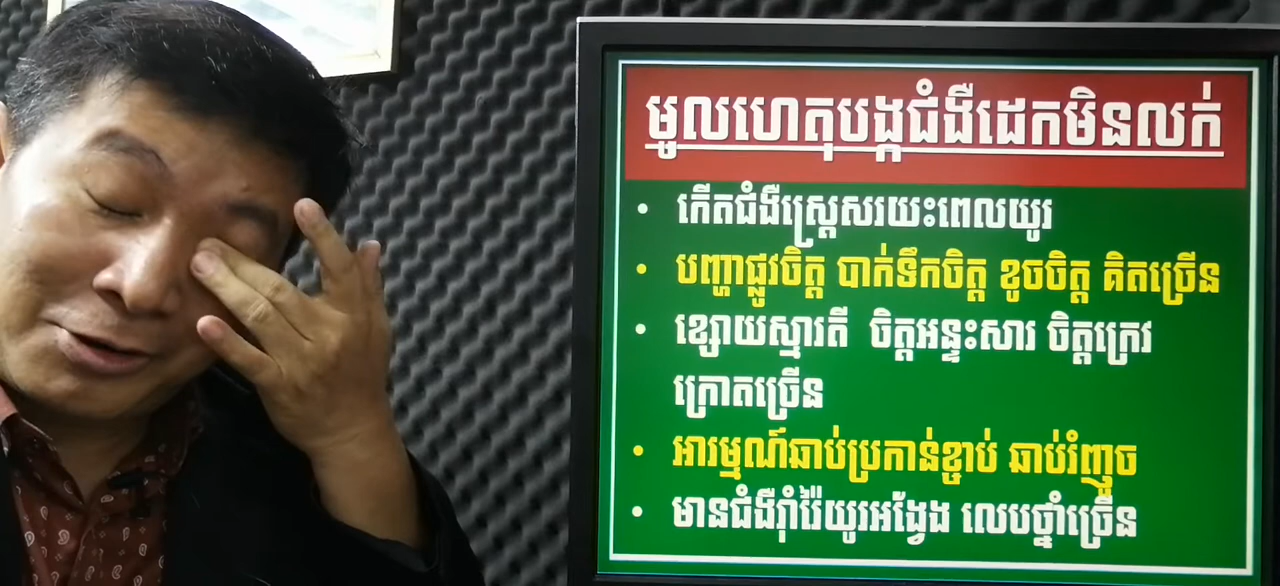 មូលហេតុបង្កជំងឺដេកមិនលក់
• កើតជំងឺស្ត្រេសរយះពេលយូរ
• បញ្ហាផ្លូវចិត្ត បាក់ទឹកចិត្ត ខូចចិត្ត គិតច្រើន
• ខ្សោយស្មារតី ចិត្តអន្ទះសារ ចិត្តក្រេវ
ក្រោតច្រើន
• អារម្មណ៍ឆាប់ប្រកាន់ខ្ជាប់ ឆាប់រំញោច
• មានជំងឺរ៉ាំរ៉ៃយូរអង្វែង លេបថ្នាំច្រើន